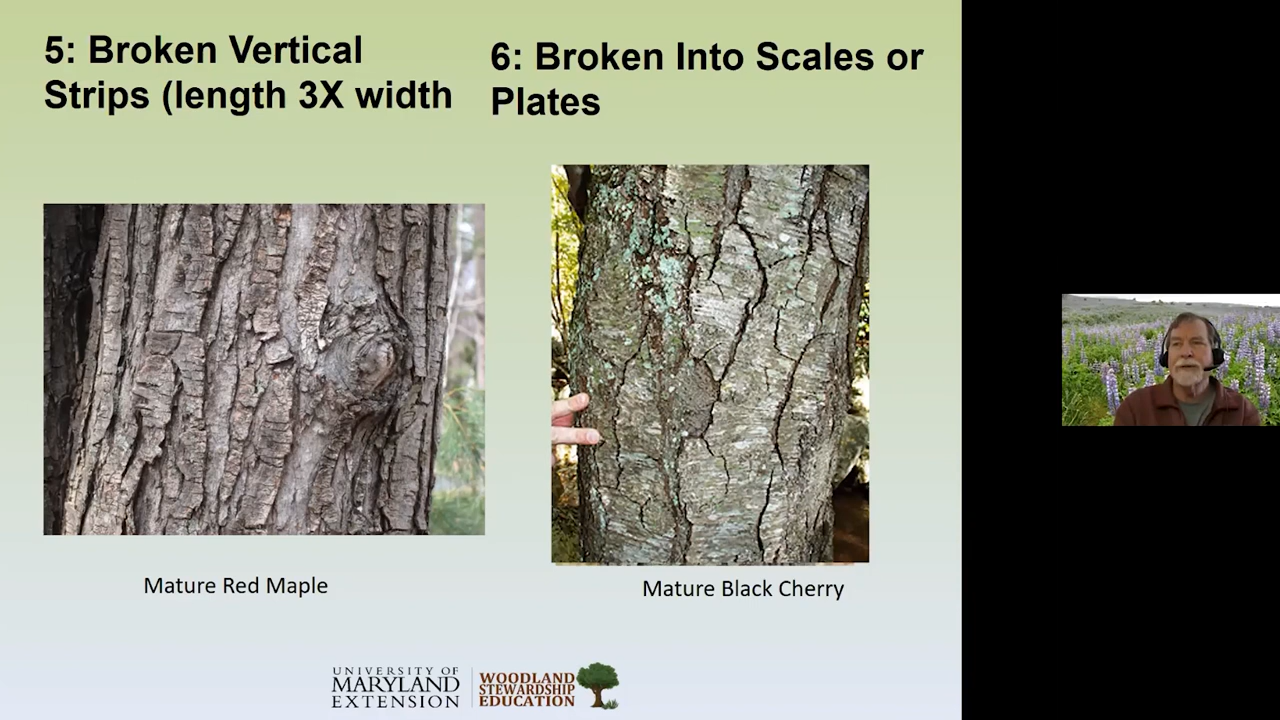 5: Broken Vertical
Strips (length 3X width
6: Broken Into Scales or
Plates
Mature Red Maple
Mature Black Cherry
UNIVERSITY OF
MARYLAND
EXTENSION
WOODLAND
STEWARDSHIP
EDUCATION